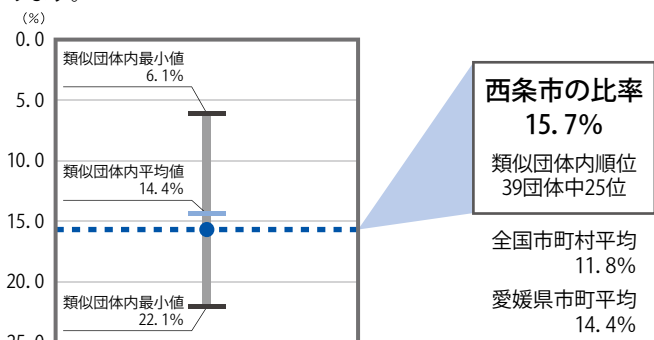 （%）
0.0
類似団体内最小値
6.1%
5.0
10.0
類似団体内平均値
14.4%
15.0
20.0
類似団体内最小値
22.1%
西条市の比率
15.7%
類似団体内順位
39団体中25位
全国市町村平均
11.8%
愛媛県市町平均
14.4%